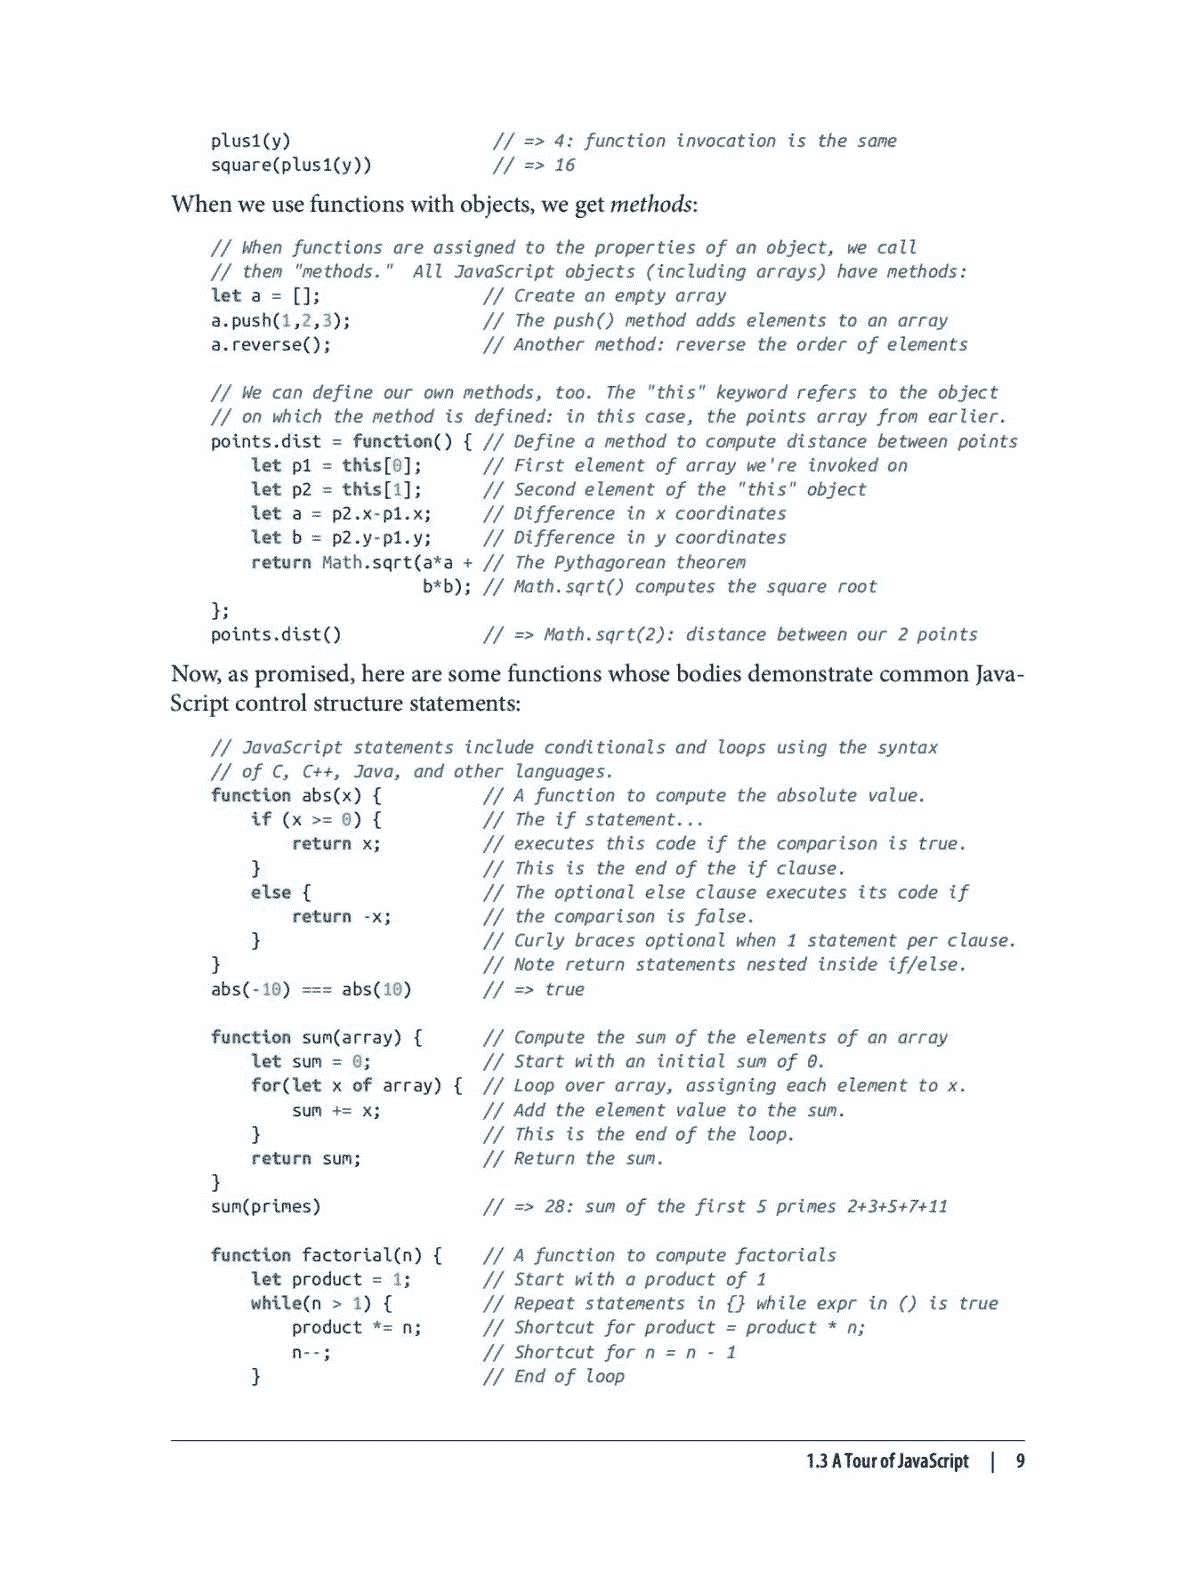 plus1(y)                    // => 4: function invocation is the same
square(plus1(y))            // => 16
When we use functions with objects, we get methods:
// When functions are assigned to the properties of an object, we call
// them "methods."  All JavaScript objects (including arrays) have methods:
let a = [];                // Create an empty array
a.push(1,2,3);             // The push() method adds elements to an array
a.reverse();               // Another method: reverse the order of elements
// We can define our own methods, too. The "this" keyword refers to the object
// on which the method is defined: in this case, the points array from earlier.
points.dist = function() { // Define a method to compute distance between points
    let p1 = this[0];      // First element of array we're invoked on
    let p2 = this[1];      // Second element of the "this" object
    let a = p2.x-p1.x;     // Difference in x coordinates
    let b = p2.y-p1.y;     // Difference in y coordinates
    return Math.sqrt(a*a + // The Pythagorean theorem
                     b*b); // Math.sqrt() computes the square root
};
points.dist()              // => Math.sqrt(2): distance between our 2 points
Now, as promised, here are some functions whose bodies demonstrate common Java-
Script control structure statements:
// JavaScript statements include conditionals and loops using the syntax
// of C, C++, Java, and other languages.
function abs(x) {          // A function to compute the absolute value.
    if (x >= 0) {          // The if statement...
        return x;          // executes this code if the comparison is true.
    }                      // This is the end of the if clause.
    else {                 // The optional else clause executes its code if
        return -x;         // the comparison is false.
    }                      // Curly braces optional when 1 statement per clause.
}                          // Note return statements nested inside if/else.
abs(-10) === abs(10)       // => true
function sum(array) {      // Compute the sum of the elements of an array
    let sum = 0;           // Start with an initial sum of 0.
    for(let x of array) {  // Loop over array, assigning each element to x.
        sum += x;          // Add the element value to the sum.
    }                      // This is the end of the loop.
    return sum;            // Return the sum.
}
sum(primes)                // => 28: sum of the first 5 primes 2+3+5+7+11
function factorial(n) {    // A function to compute factorials
    let product = 1;       // Start with a product of 1
    while(n > 1) {         // Repeat statements in {} while expr in () is true
        product *= n;      // Shortcut for product = product * n;
        n--;               // Shortcut for n = n - 1
    }                      // End of loop
1.3 A Tour of JavaScript | 9